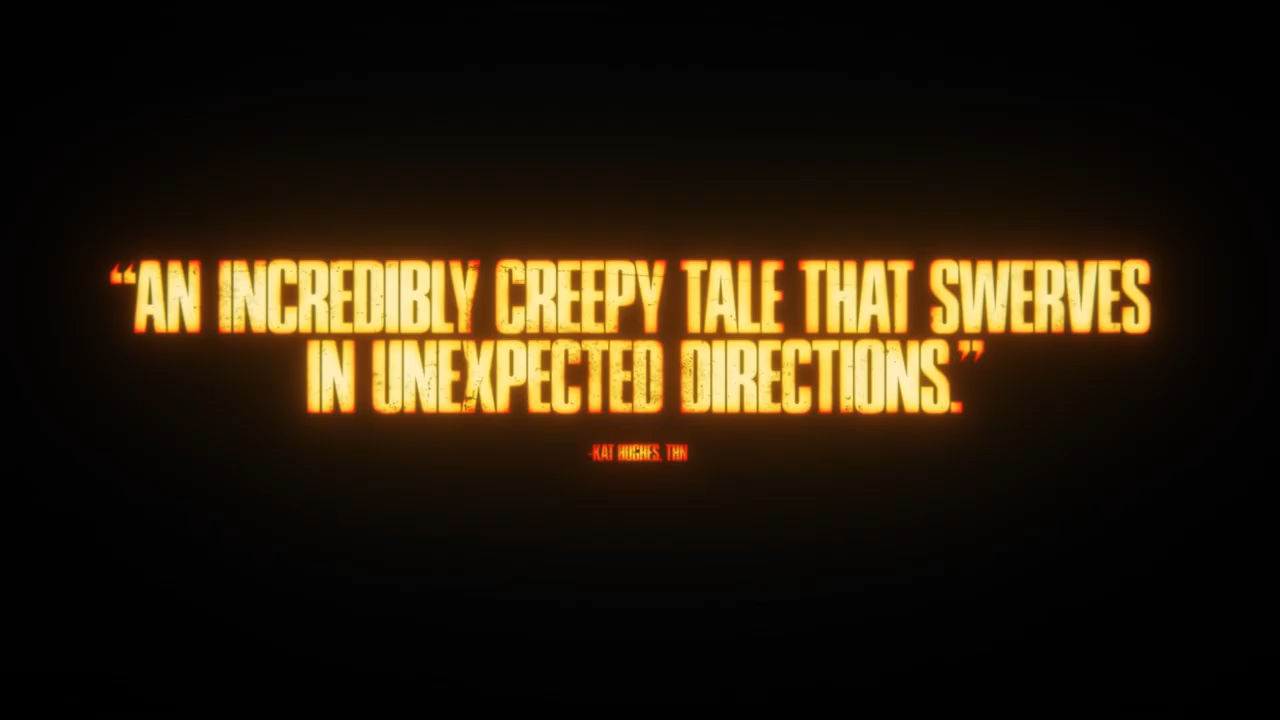 “AN INCREDIBLY CREEPY TALE THAT SWERVES
IN UNEXPECTED DIRECTIONS.”
-KAT HUGHES, THN